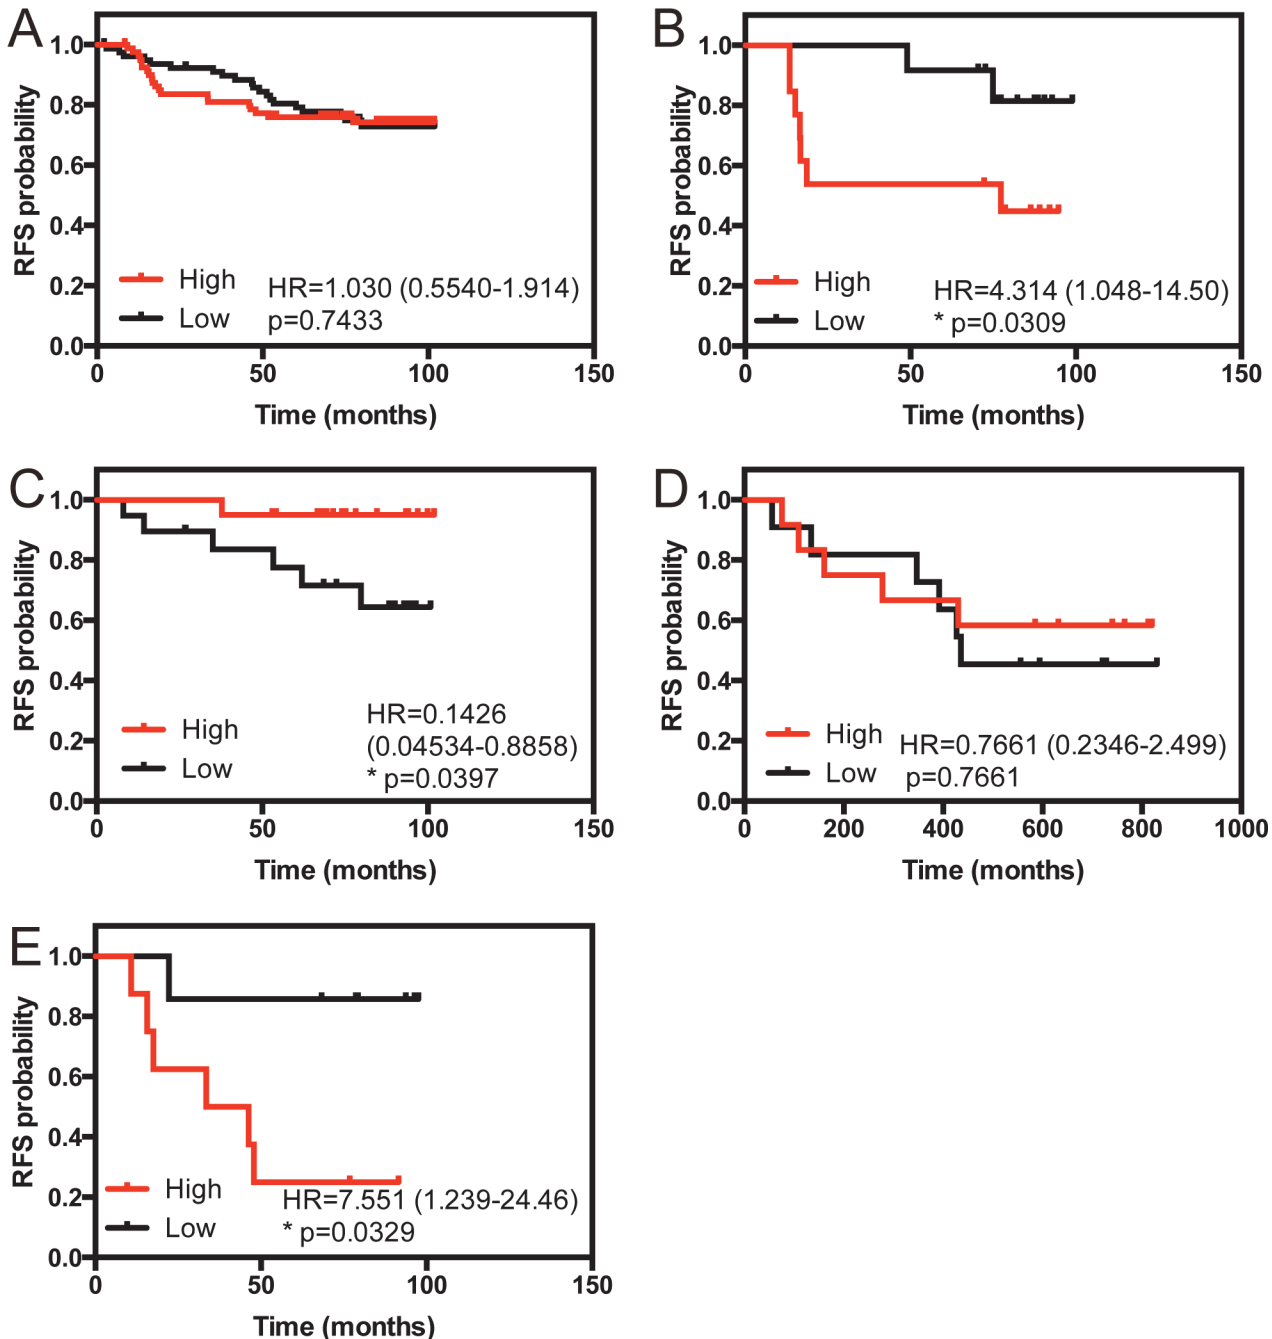 A
RFS probability
1.0
0.8
0.6
0.4
0.2
0.0
High
Low
HR=1.030 (0.5540-1.914)
p=0.7433
0 50 100 150
Time (months)
B
RFS probability
1.0
0.8
0.6
0.4
0.2
0.0
High
Low
HR=4.314 (1.048-14.50)
* p=0.0309
0 50 100 150
Time (months)
C
RFS probability
1.0
0.8
0.6
0.4
0.2
0.0
High
Low
HR=0.1426
(0.04534-0.8858)
* p=0.0397
0 50 100 150
Time (months)
D
RFS probability
1.0
0.8
0.6
0.4
0.2
0.0
High
Low
HR=0.7661 (0.2346-2.499)
p=0.7661
0 200 400 600 800 1000
Time (months)
E
RFS probability
1.0
0.8
0.6
0.4
0.2
0.0
High
Low
HR=7.551 (1.239-24.46)
* p=0.0329
0 50 100 150
Time (months)